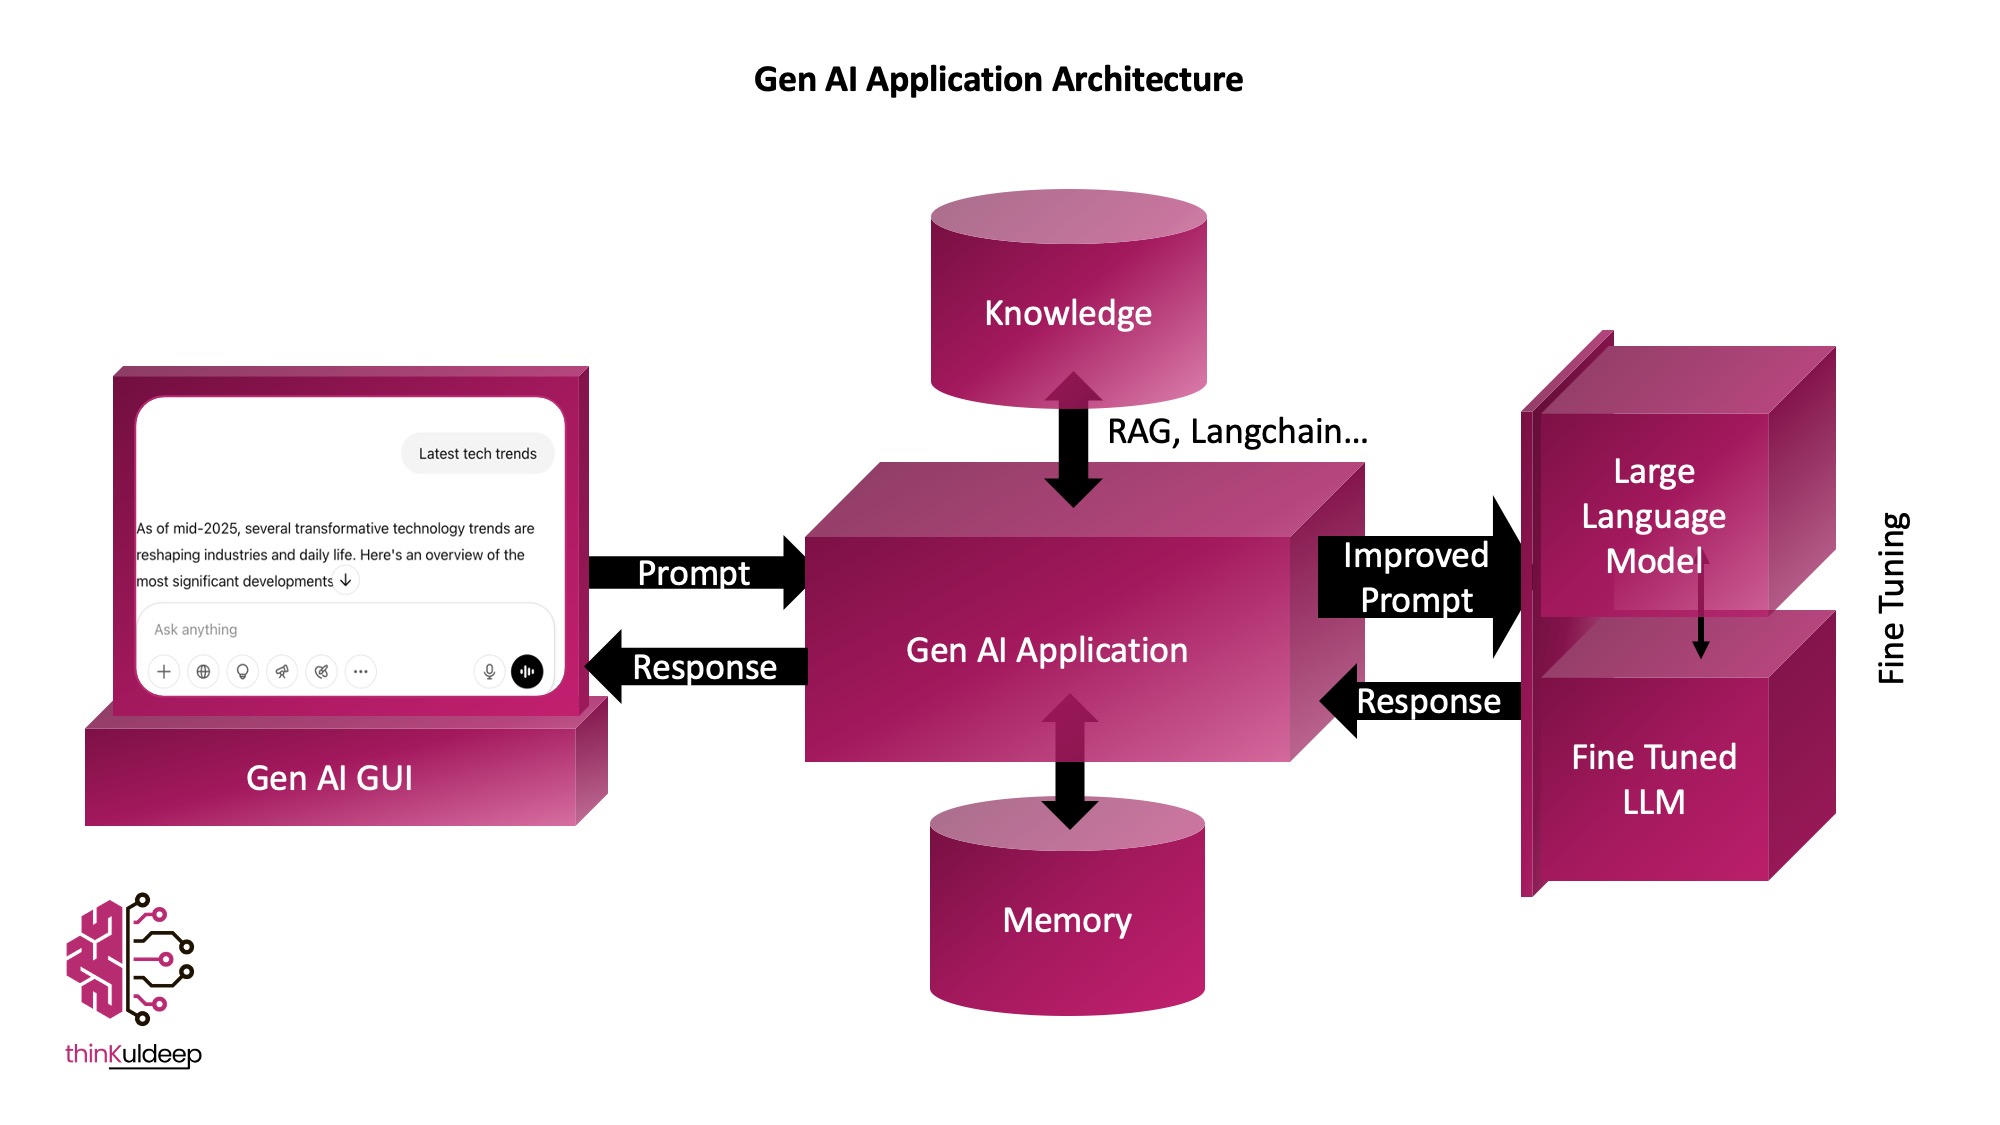 Gen AI Application Architecture
Knowledge
RAG, Langchain...
Latest tech trends
As of mid-2025, several transformative technology trends are
reshaping industries and daily life. Here's an overview of the
most significant developments
Ask anything
Gen AI GUI
Prompt
Response
Gen AI Application
Memory
Improved
Prompt
Response
Large
Language
Model
Fine Tuned
LLM
Fine Tuning
thinKuldeep